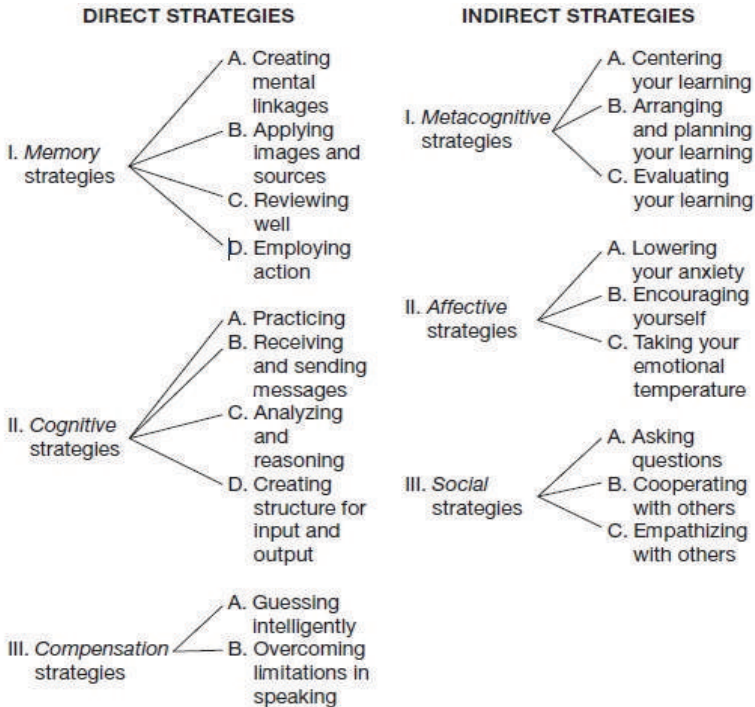 DIRECT STRATEGIES
I. Memory
strategies
A. Creating
mental
linkages
B. Applying
images and
sources
C. Reviewing
well
D. Employing
action
II. Cognitive
strategies
A. Practicing
B. Receiving
and sending
messages
C. Analyzing
and
reasoning
D. Creating
structure for
input and
output
III. Compensation
strategies
A. Guessing
intelligently
B. Overcoming
limitations in
speaking
INDIRECT STRATEGIES
I. Metacognitive
strategies
A. Centering
your learning
B. Arranging
and planning
your learning
C. Evaluating
your learning
II. Affective
strategies
A. Lowering
your anxiety
B. Encouraging
yourself
C. Taking your
emotional
temperature
III. Social
strategies
A. Asking
questions
B. Cooperating
with others
C. Empathizing
with others